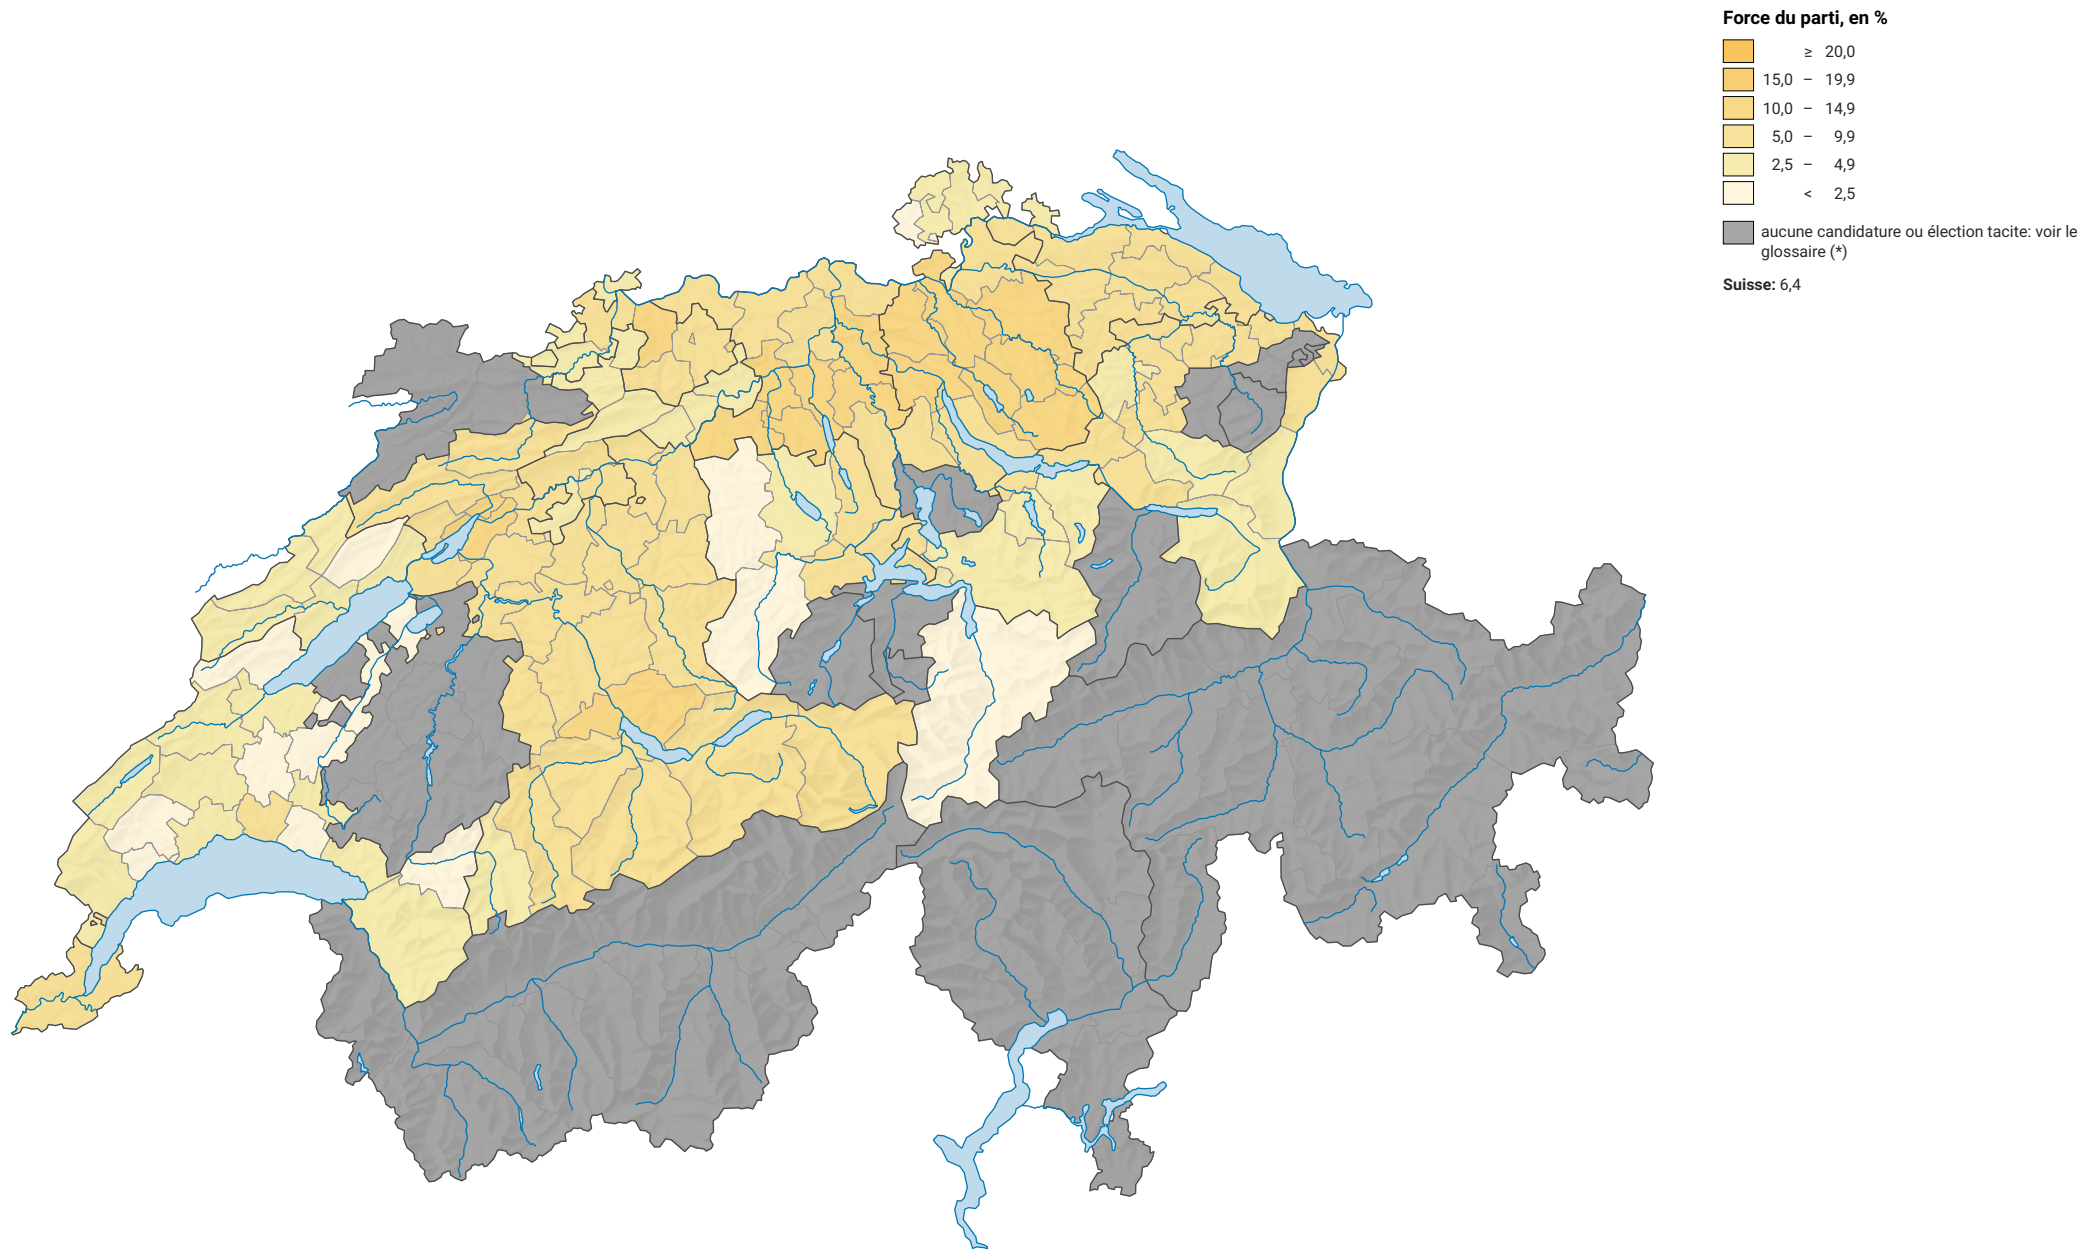 Force du parti, en %
≥ 20,0
15,0 – 19,9
10,0 – 14,9
5,0 – 9,9
2,5 – 4,9
< 2,5
aucune candidature ou élection tacite: voir le
glossaire (*)
Suisse: 6,4